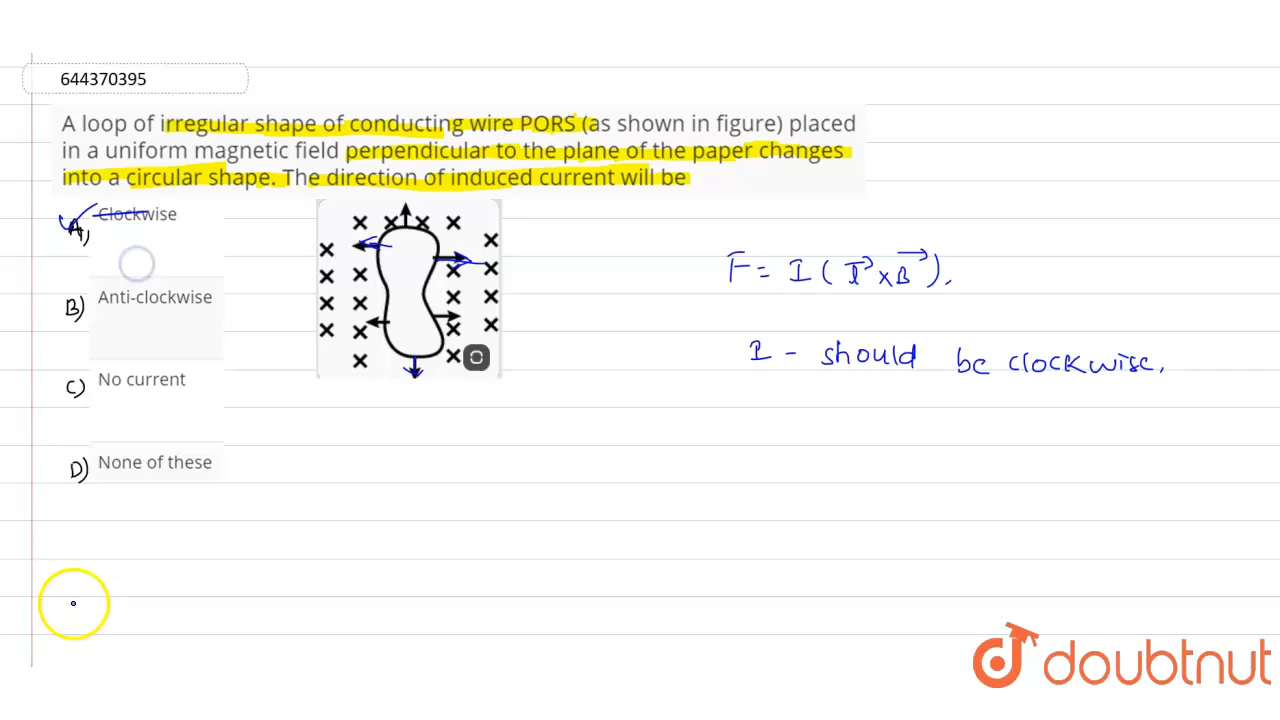 644370395
A loop of irregular shape of conducting wire PORS (as shown in figure) placed
in a uniform magnetic field perpendicular to the plane of the paper changes
into a circular shape. The direction of induced current will be
A) Clockwise
B) Anti-clockwise
C) No current
D) None of these
F = I ( l × B ).
I - should be clockwise.
doubtnut